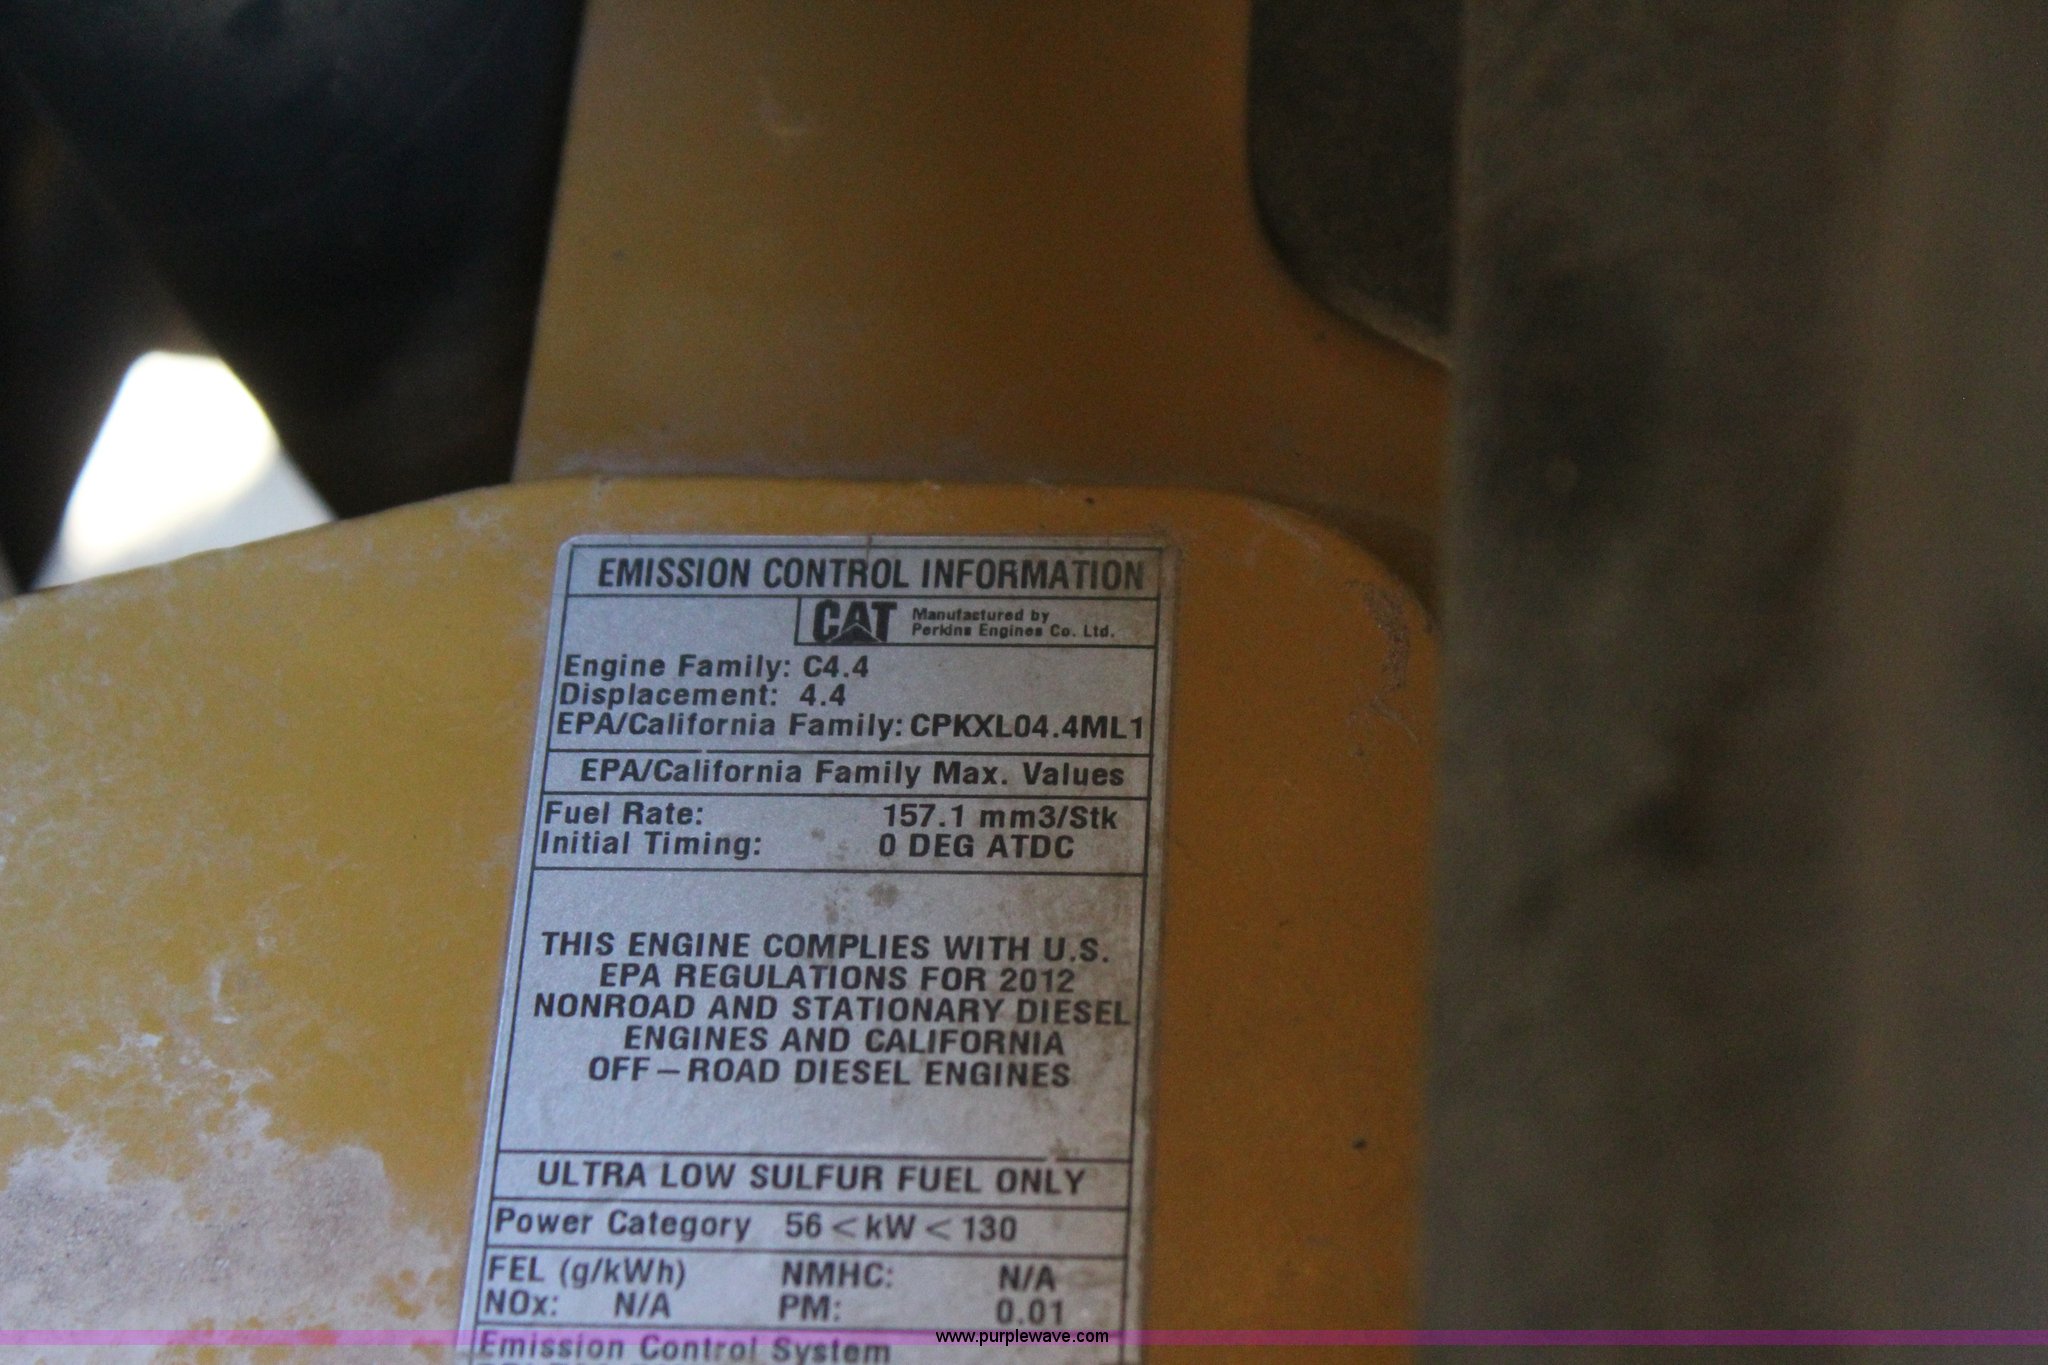 EMISSION CONTROL INFORMATION
CAT Manufactured by
Perkins Engines Co. Ltd.
Engine Family: C4.4
Displacement: 4.4
EPA/California Family: CPKXL04.4ML1
EPA/California Family Max. Values
Fuel Rate: 157.1 mm3/Stk
Initial Timing: 0 DEG ATDC
THIS ENGINE COMPLIES WITH U.S.
EPA REGULATIONS FOR 2012
NONROAD AND STATIONARY DIESEL
ENGINES AND CALIFORNIA
OFF-ROAD DIESEL ENGINES
ULTRA LOW SULFUR FUEL ONLY
Power Category 56 < kW < 130
FEL (g/kWh) NMHC: N/A
NOx: N/A PM: 0.01
Emission Control System
www.purplewave.com